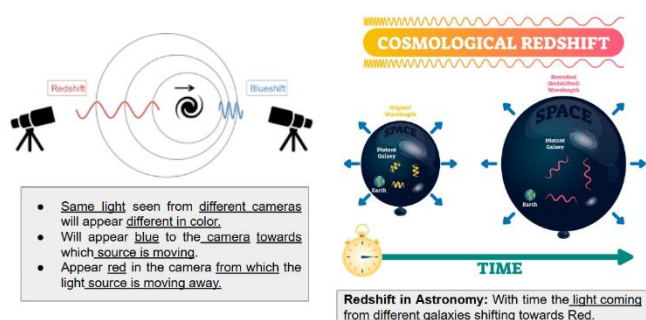 Redshift
Blueshift
● Same light seen from different cameras
will appear different in color.
● Will appear blue to the camera towards
which source is moving.
● Appear red in the camera from which the
light source is moving away.
COSMOLOGICAL REDSHIFT
Original
Wavelength
SPACE
Distant
Galaxy
Earth
Stretched
(Redshifted)
Wavelength
SPACE
Distant
Galaxy
Earth
TIME
Redshift in Astronomy: With time the light coming
from different galaxies shifting towards Red.